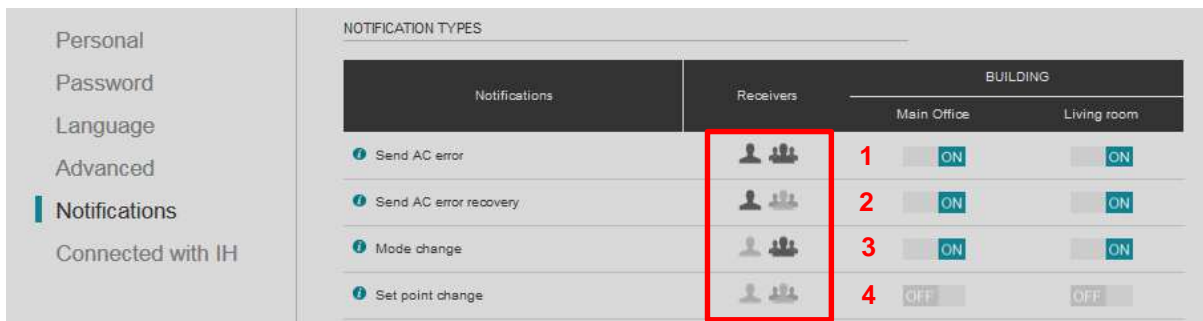 Personal
Password
Language
Advanced
Notifications
Connected with IH
NOTIFICATION TYPES
Notifications Receivers BUILDING
Main Office Living room
Send AC error 1 ON ON
Send AC error recovery 2 ON ON
Mode change 3 ON ON
Set point change 4 OFF OFF